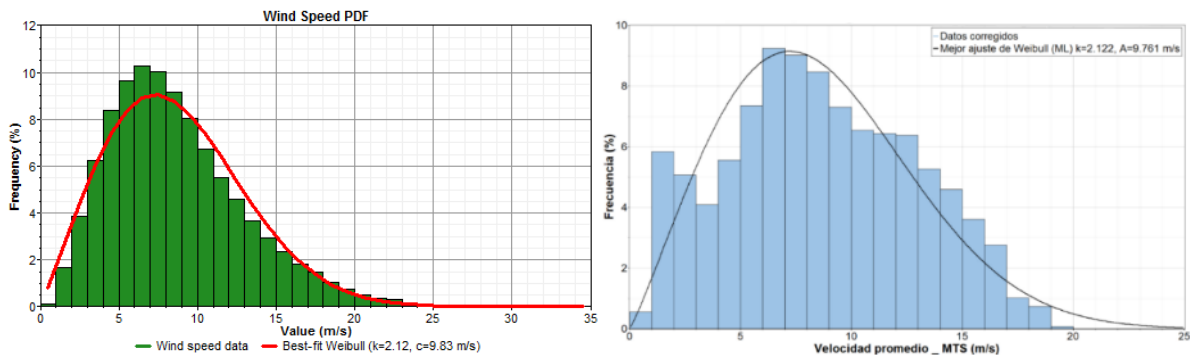 Wind Speed PDF
12
10
8
6
4
2
0
Frequency (%)
0 5 10 15 20 25 30 35
Value (m/s)
Wind speed data Best-fit Weibull (k=2.12, c=9.83 m/s)
Datos corregidos
Mejor ajuste de Weibull (ML) k=2.122, A=9.761 m/s
10
8
6
4
2
0
Frecuencia (%)
5 10 15 20 25
Velocidad promedio _ MTS (m/s)